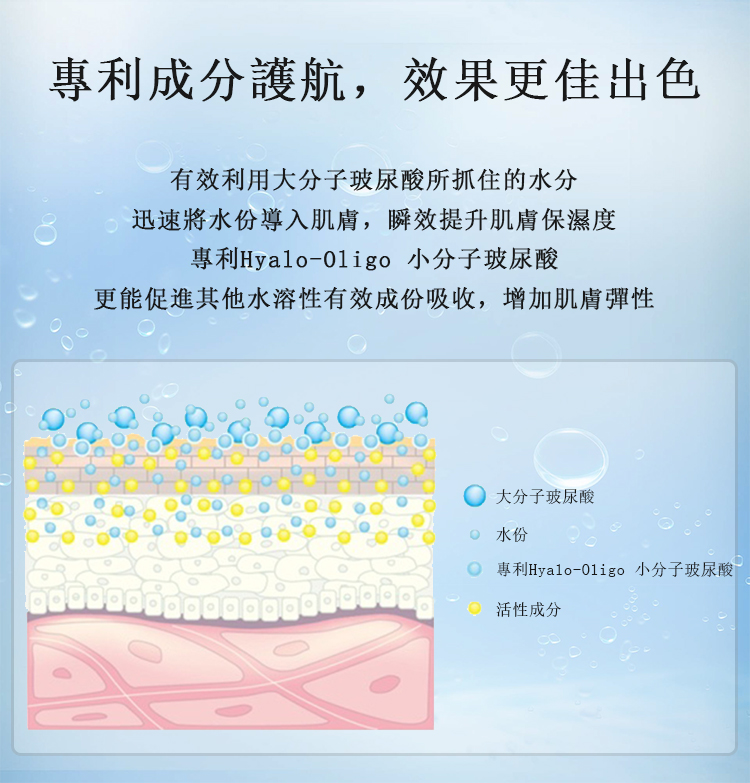 專利成分護航，效果更佳出色
有效利用大分子玻尿酸所抓住的水分
迅速將水份導入肌膚，瞬效提升肌膚保濕度
專利Hyalo-Oligo 小分子玻尿酸
更能促進其他水溶性有效成份吸收，增加肌膚彈性
大分子玻尿酸
水份
專利Hyalo-Oligo 小分子玻尿酸
活性成分